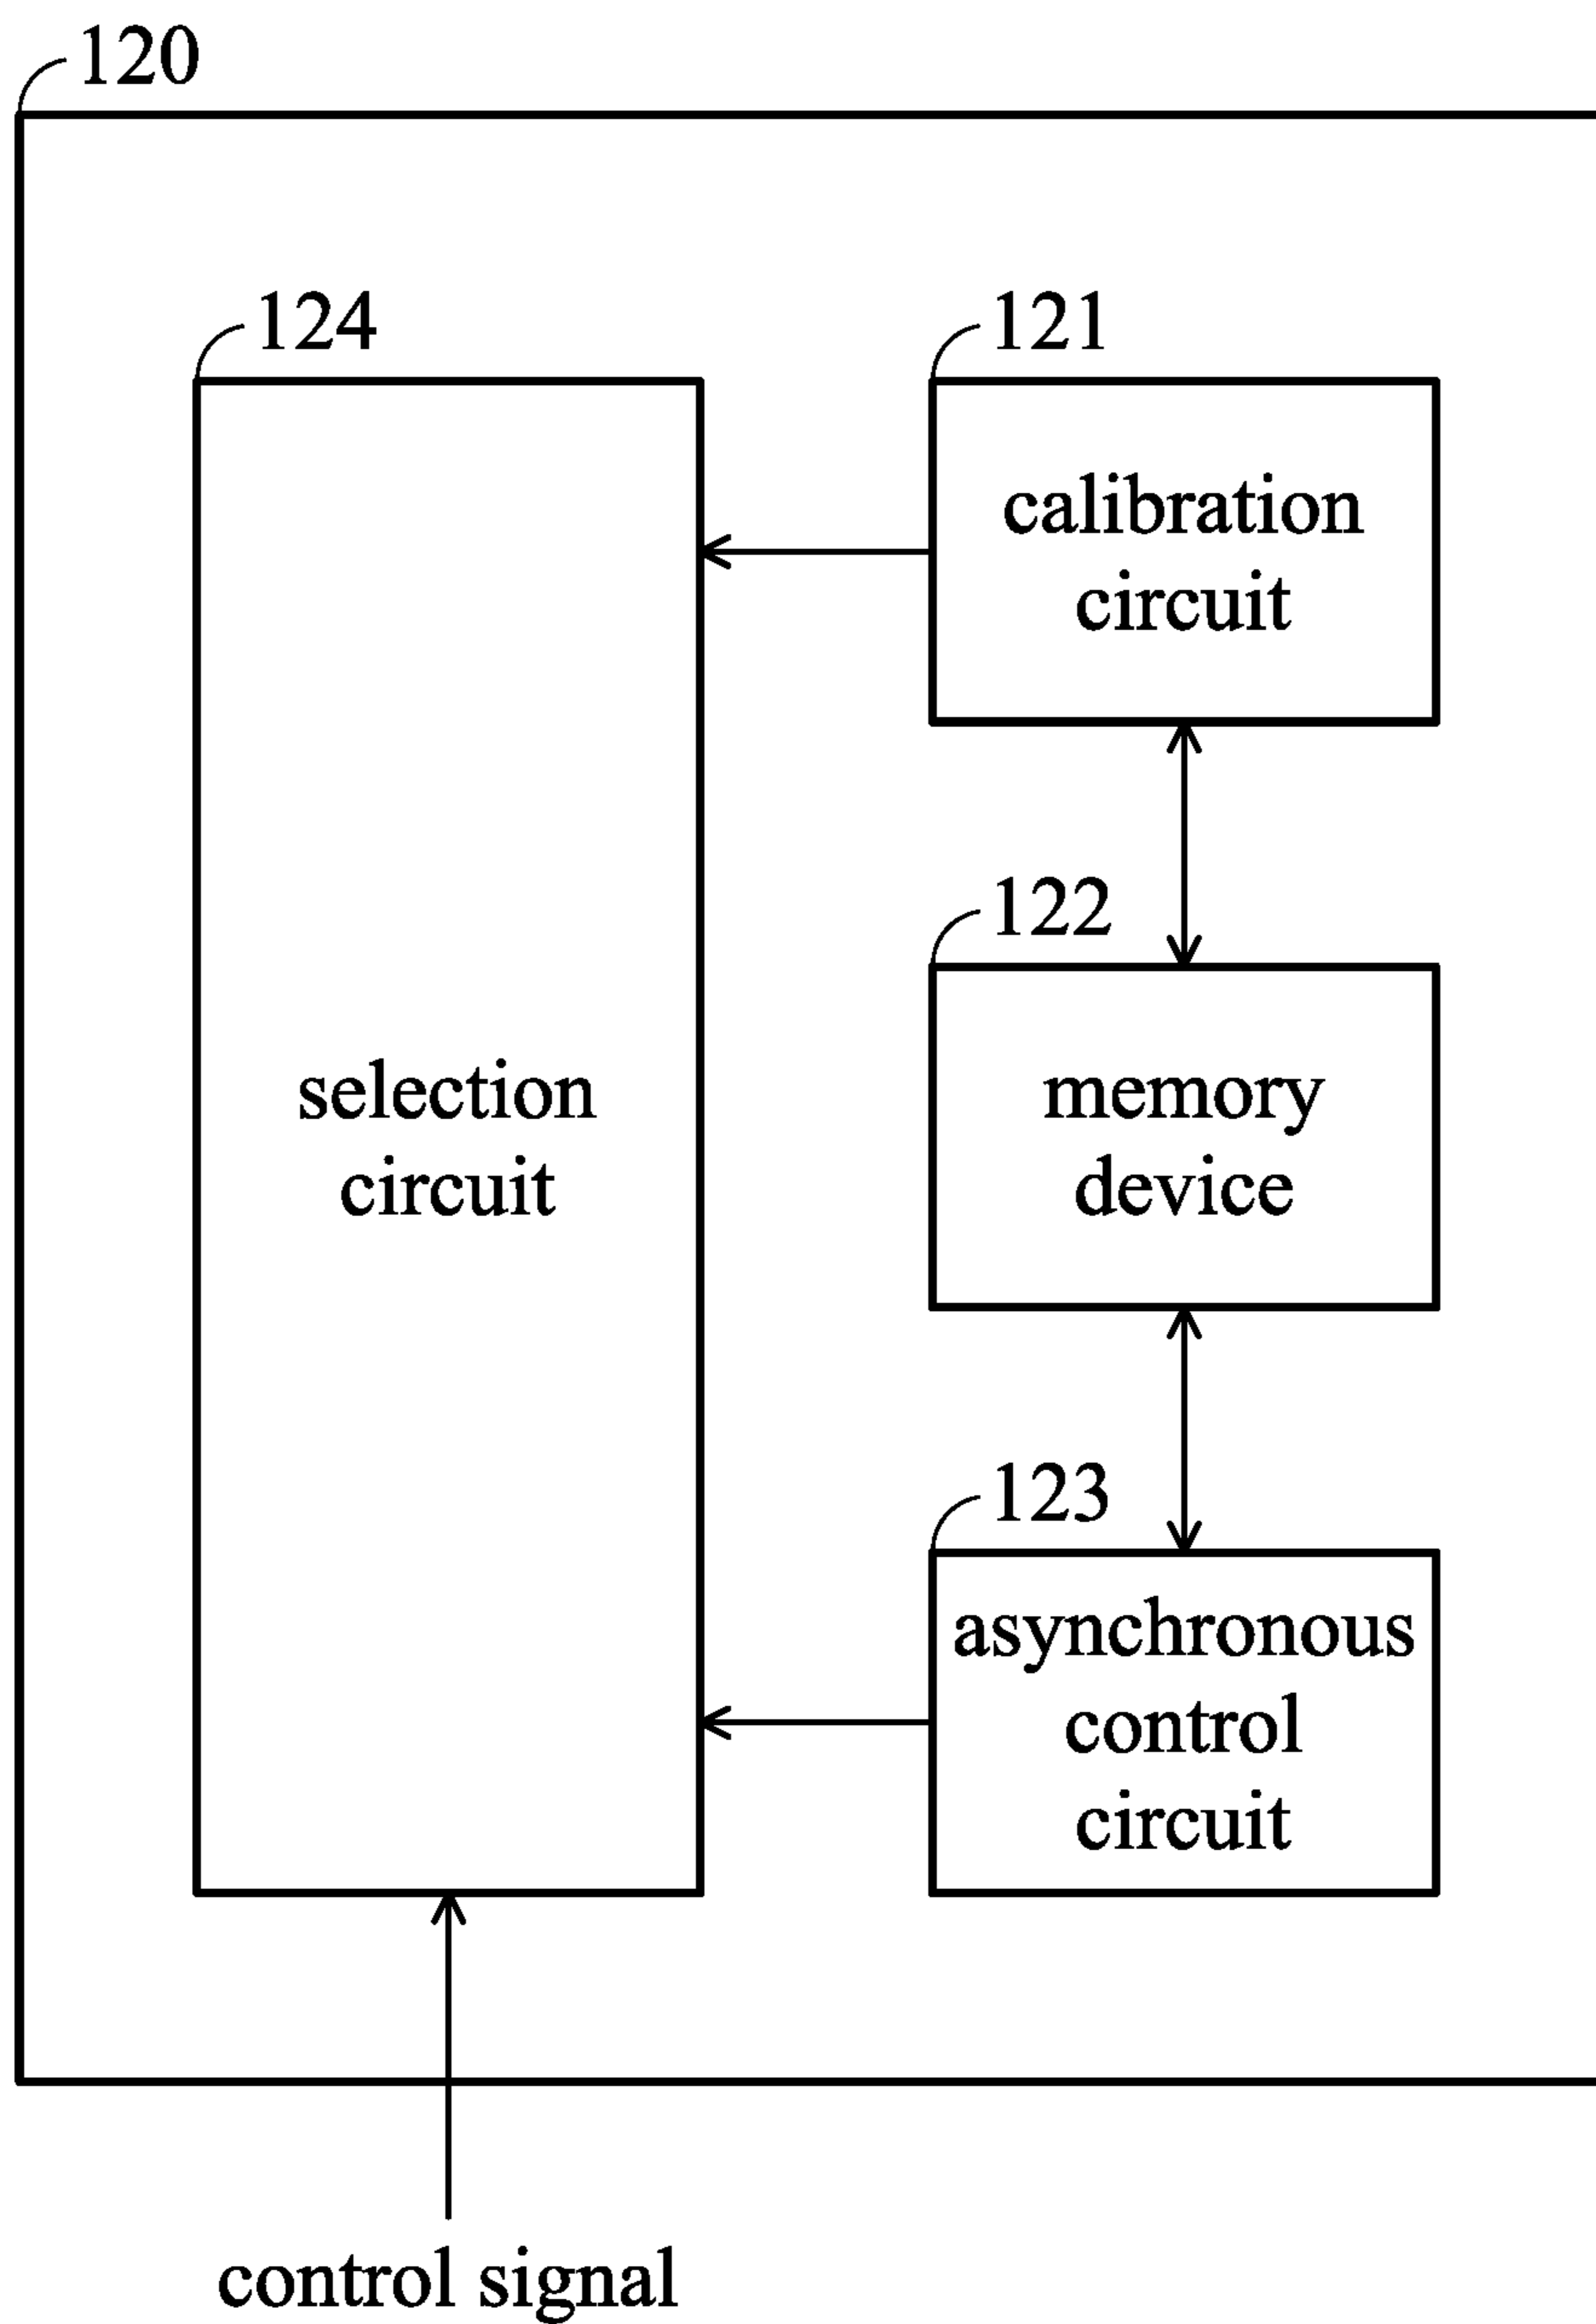 120
124
121
calibration
circuit
122
selection
circuit
memory
device
123
asynchronous
control
circuit
control signal